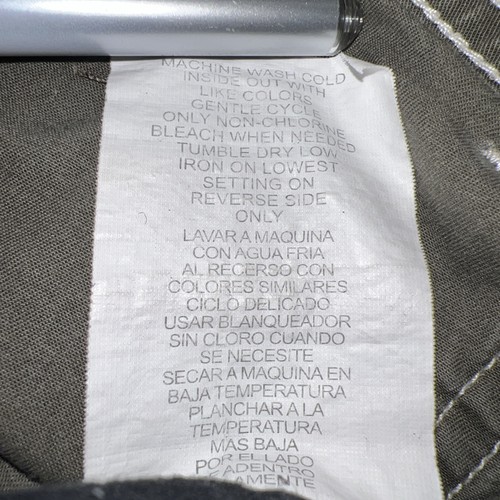 MACHINE WASH COLD
INSIDE OUT WITH
LIKE COLORS
GENTLE CYCLE
ONLY NON-CHLORINE
BLEACH WHEN NEEDED
TUMBLE DRY LOW
IRON ON LOWEST
SETTING ON
REVERSE SIDE
ONLY
LAVAR A MAQUINA
CON AGUA FRIA
AL RECERSO CON
COLORES SIMILARES
CICLO DELICADO
USAR BLANQUEADOR
SIN CLORO CUANDO
SE NECESITE
SECAR A MAQUINA EN
BAJA TEMPERATURA
PLANCHAR A LA
TEMPERATURA
MAS BAJA
POR EL LADO